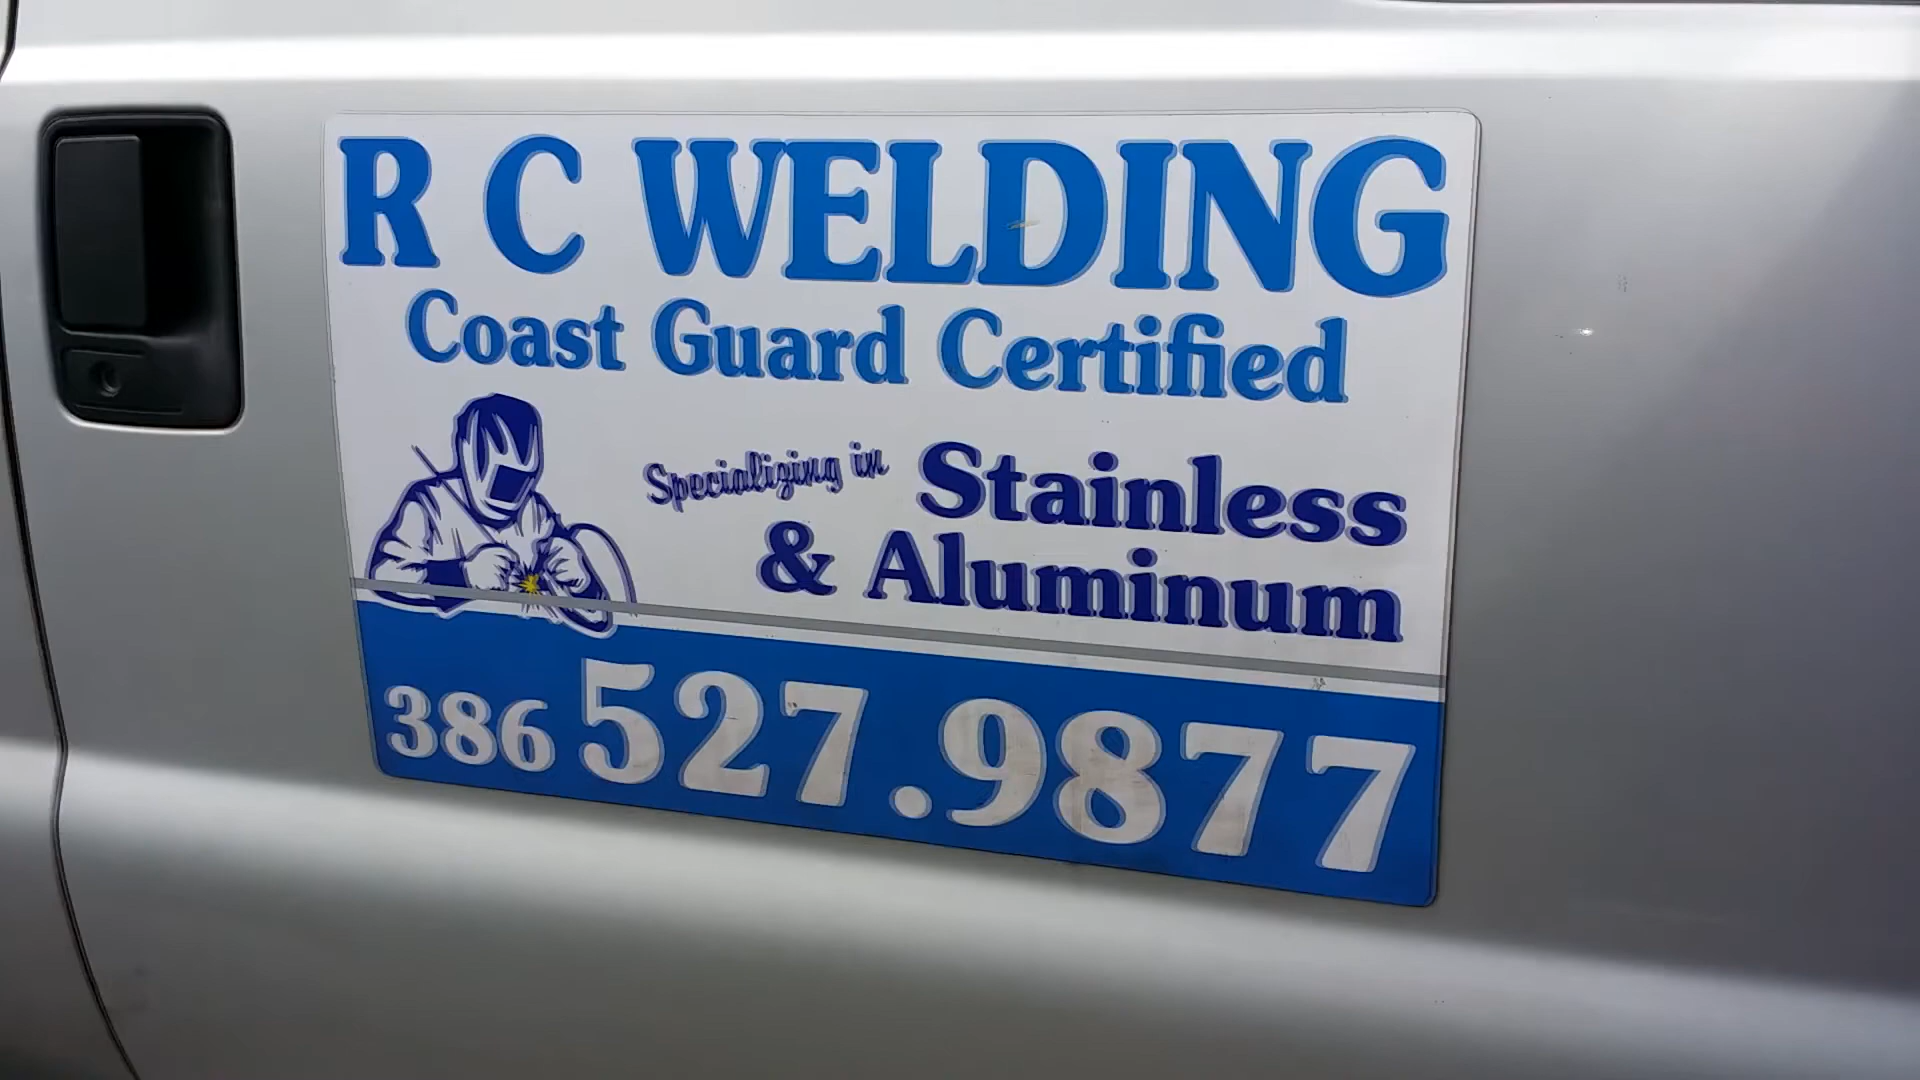 R C WELDING
Coast Guard Certified
Specializing in Stainless
& Aluminum
386 527.9877